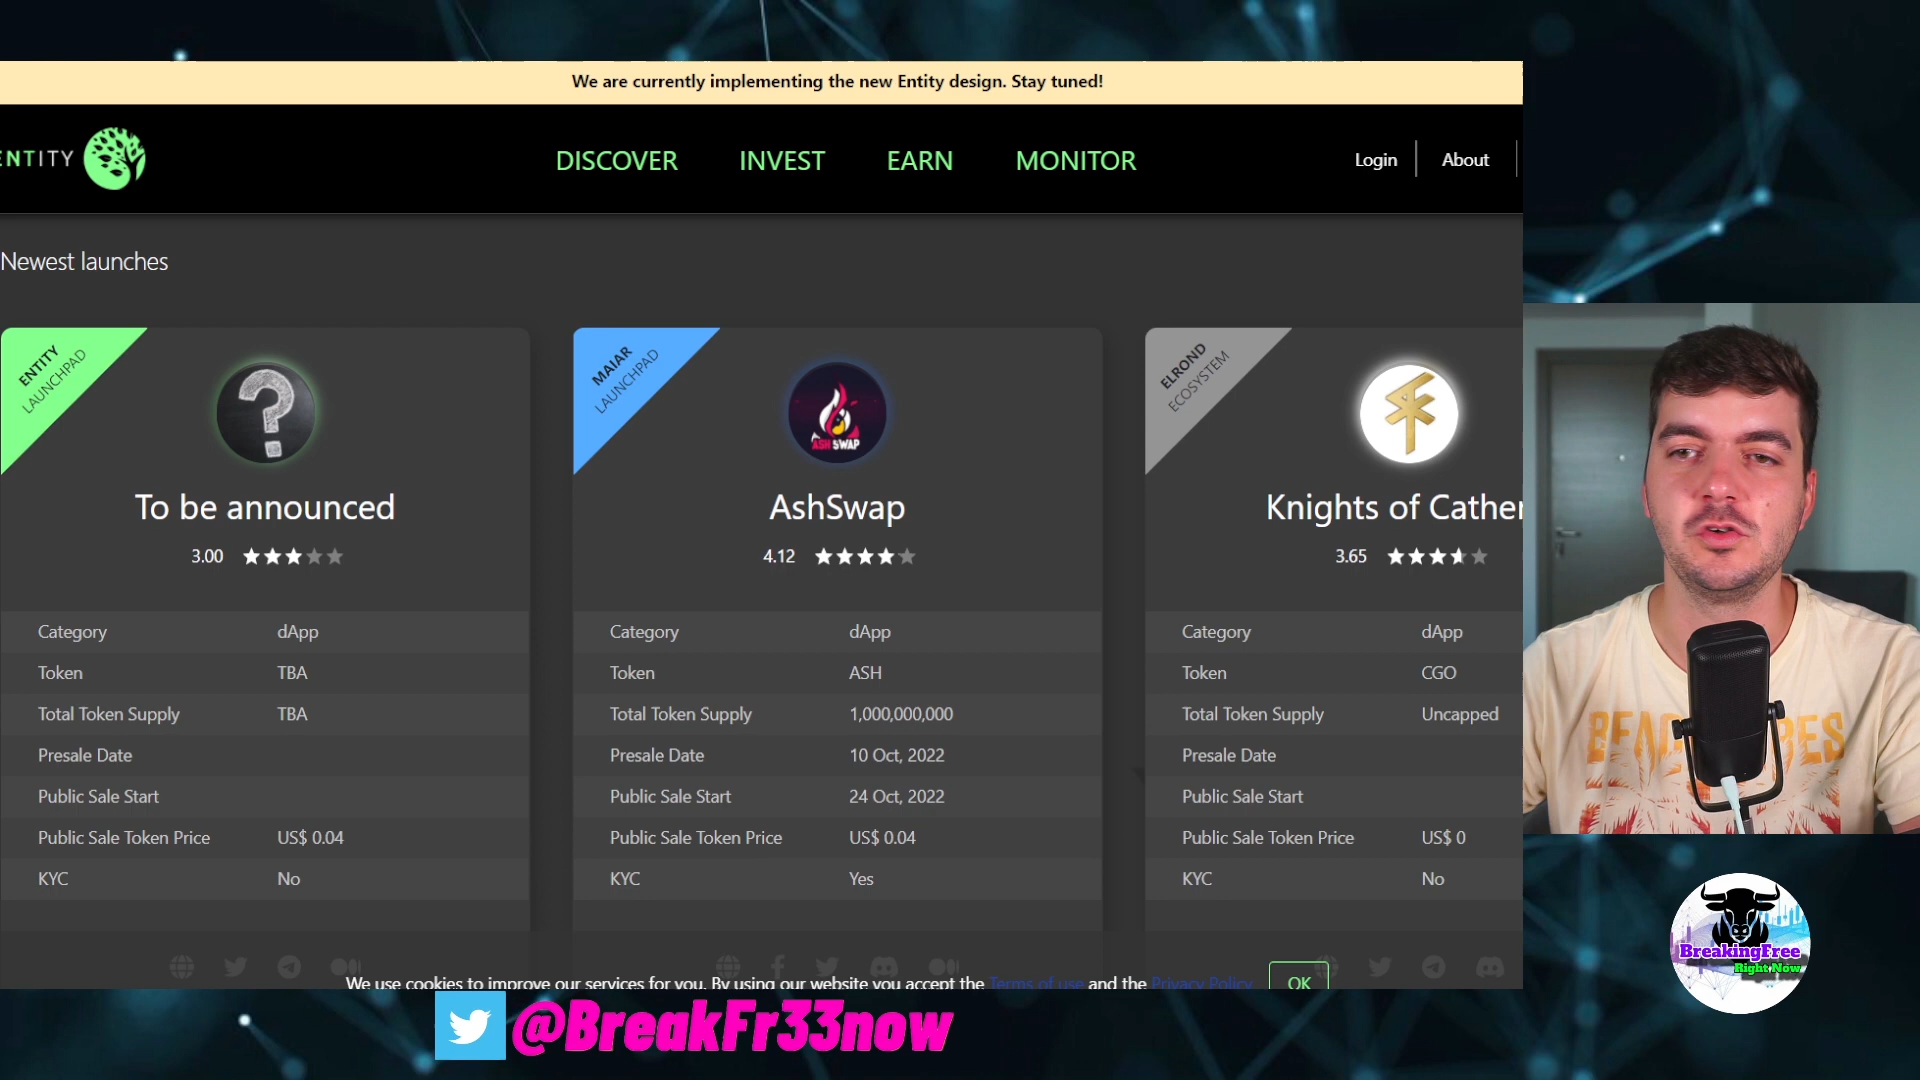 We are currently implementing the new Entity design. Stay tuned!
ENTITY
DISCOVER
INVEST
EARN
MONITOR
Login
About
Newest launches
ENTITY
LAUNCHPAD
To be announced
3.00
Category dApp
Token TBA
Total Token Supply TBA
Presale Date
Public Sale Start
Public Sale Token Price US$ 0.04
KYC No
MAIAR
LAUNCHPAD
ASH SWAP
AshSwap
4.12
Category dApp
Token ASH
Total Token Supply 1,000,000,000
Presale Date 10 Oct, 2022
Public Sale Start 24 Oct, 2022
Public Sale Token Price US$ 0.04
KYC Yes
ELROND
ECOSYSTEM
Knights of Cather
3.65
Category dApp
Token CGO
Total Token Supply Uncapped
Presale Date
Public Sale Start
Public Sale Token Price US$ 0
KYC No
We use cookies to improve our services for you. By using our website you accept the Terms of use and the Privacy Policy
OK
@BreakFr33now
BreakingFree
Right Now